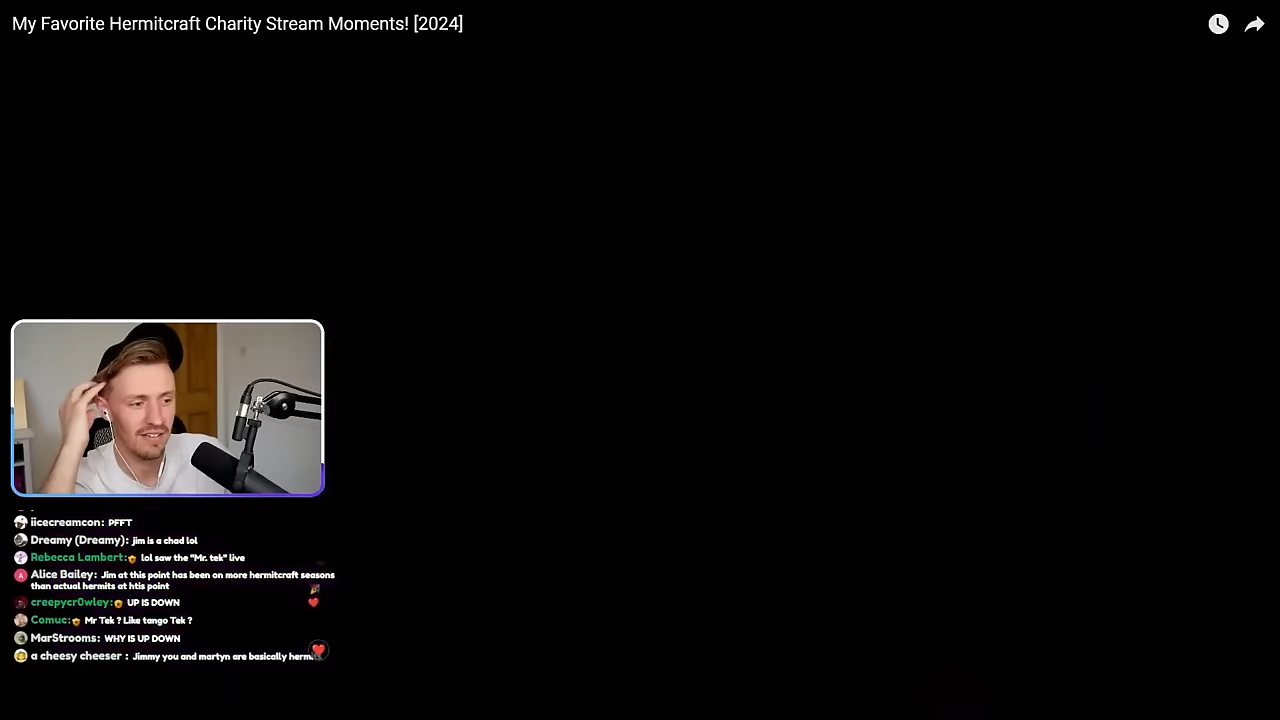 My Favorite Hermitcraft Charity Stream Moments! [2024]
iicecreamcon: PFFT
Dreamy (Dreamy): jim is a chad lol
Rebecca Lambert: lol saw the "Mr. tek" live
A Alice Bailey: Jim at this point has been on more hermitcraft seasons
than actual hermits at htis point
creepycr0wley: UP IS DOWN
Comuc: Mr Tek ? Like tango Tek ?
MarStrooms: WHY IS UP DOWN
a cheesy cheeser : Jimmy you and martyn are basically herm